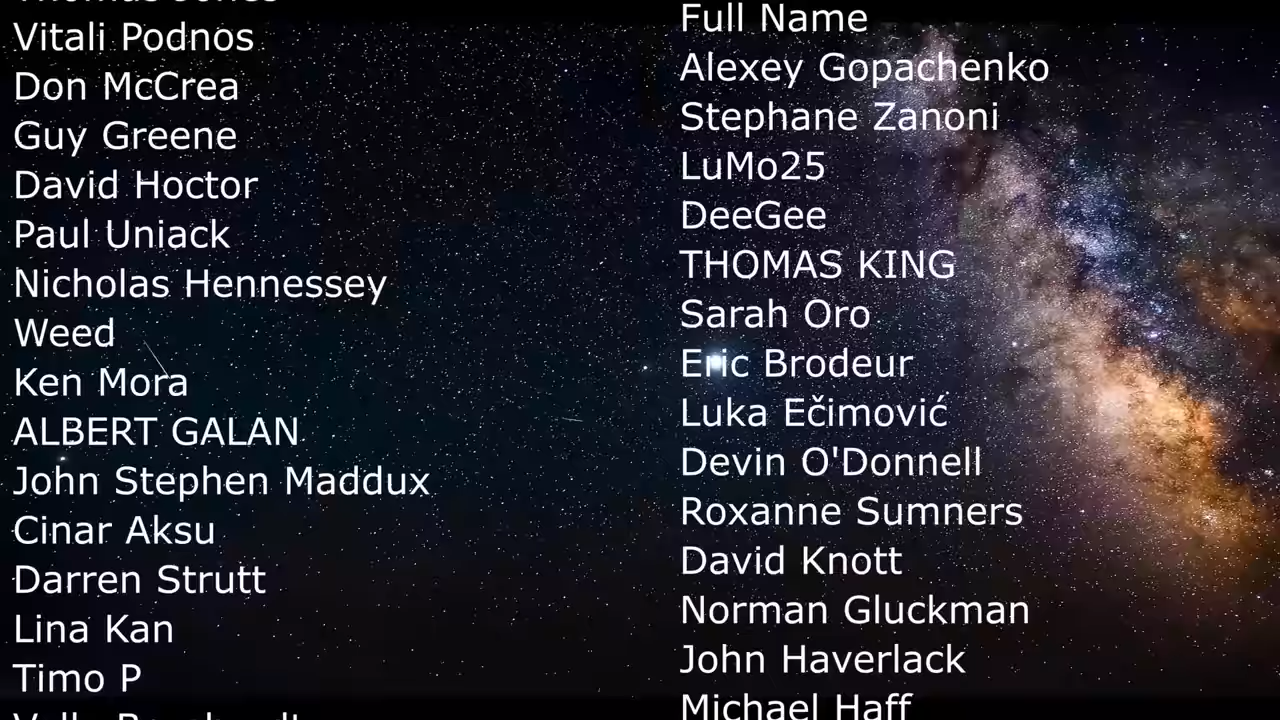 Vitali Podnos
Don McCrea
Guy Greene
David Hoctor
Paul Uniack
Nicholas Hennessey
Weed
Ken Mora
ALBERT GALAN
John Stephen Maddux
Cinar Aksu
Darren Strutt
Lina Kan
Timo P
Full Name
Alexey Gopachenko
Stephane Zanoni
LuMo25
DeeGee
THOMAS KING
Sarah Oro
Eric Brodeur
Luka Ečimović
Devin O'Donnell
Roxanne Sumners
David Knott
Norman Gluckman
John Haverlack
Michael Haff